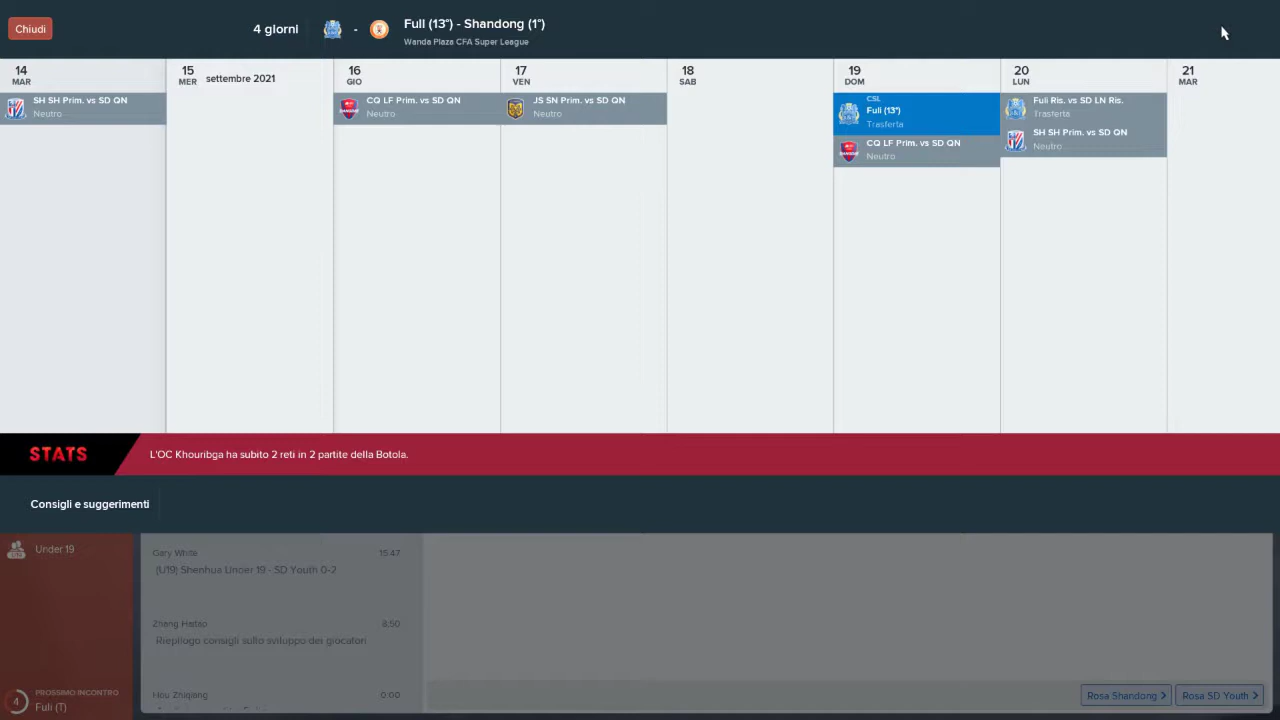 Chiudi
4 giorni
-
Full (13°) - Shandong (1°)
Wanda Plaza CFA Super League
14
MAR
15
MER
settembre 2021
16
GIO
17
VEN
18
SAB
19
DOM
20
LUN
21
MAR
SH SH Prim. vs SD QN
Neutro
CQ LF Prim. vs SD QN
Neutro
JS SN Prim. vs SD QN
Neutro
CSL
Full (13°)
Trasferta
CQ LF Prim. vs SD QN
Neutro
Fuli Ris. vs SD LN Ris.
Trasferta
SH SH Prim. vs SD QN
Neutro
STATS
L'OC Khouribga ha subito 2 reti in 2 partite della Botola.
Consigli e suggerimenti
Under 19
Gary White
15:47
(U19) Shenhua Under 19 - SD Youth 0-2
Zhang Haitao
8:50
Riepilogo consigli sullo sviluppo dei giocatori
Hou Zhiqiang
0:00
4
PROSSIMO INCONTRO
Fuli (T)
Rosa Shandong
Rosa SD Youth